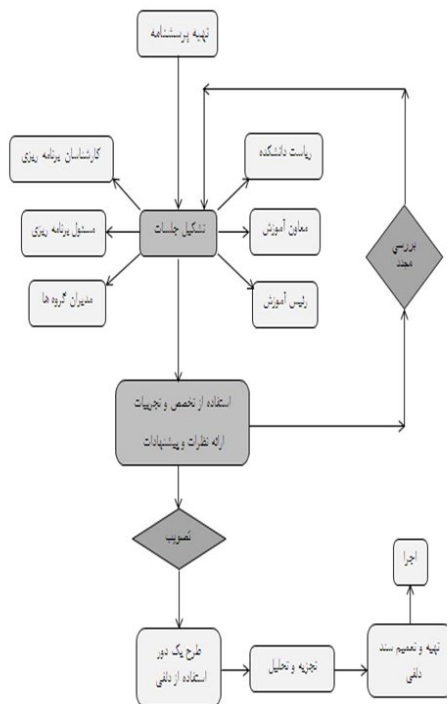 تهیه پرسشنامه
ریاست دانشکده
کارشناسان برنامه ریزی
تشکیل جلسات
معاون آموزش
مسئول برنامه ریزی
بررسی
مجدد
رئیس آموزش
مدیران گروه ها
استفاده از تخصص و تجربیات
ارائه نظرات و پیشنهادات
تصویب
طرح یک دور
استفاده از دلفی
تجزیه و تحلیل
تهیه و تعمیم سند
دلفی
اجرا